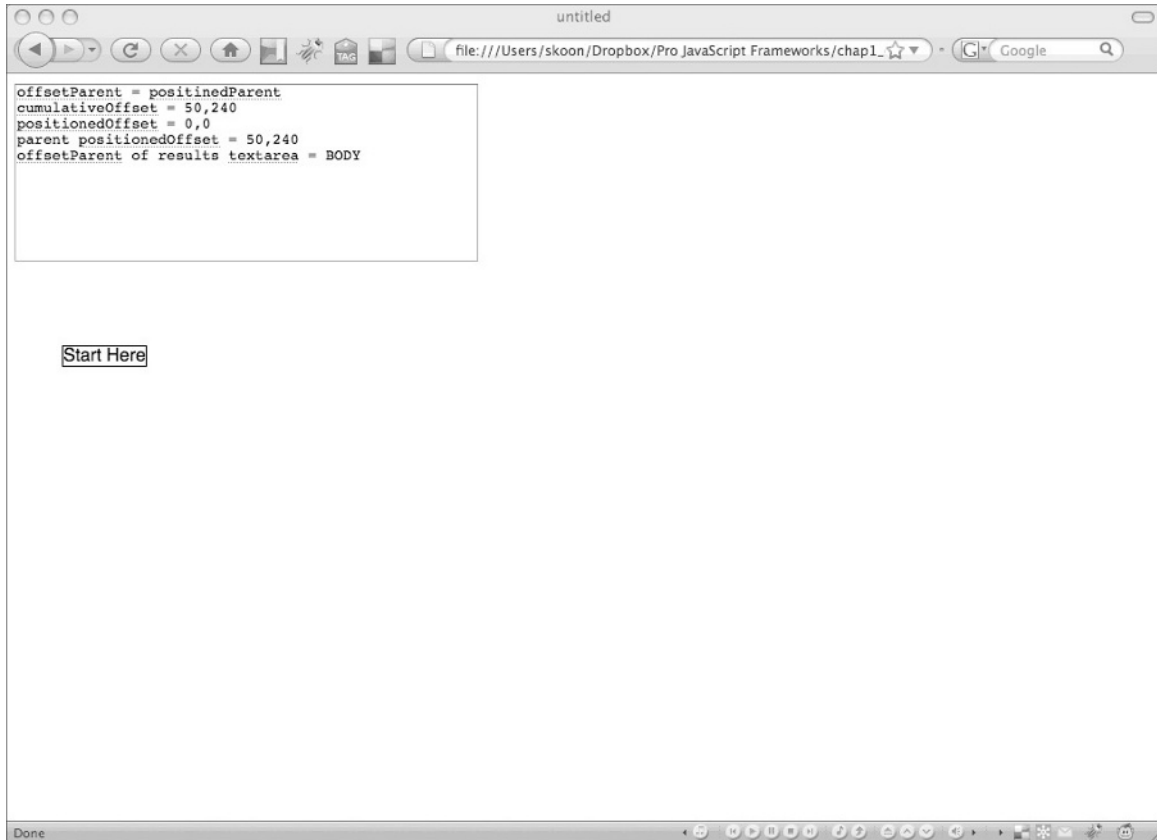 untitled
TAG
file:///Users/skoon/Dropbox/Pro JavaScript Frameworks/chap1_
G Google
offsetParent = positinedParent
cumulativeOffset = 50,240
positionedOffset = 0,0
parent positionedOffset = 50,240
offsetParent of results textarea = BODY
Start Here
Done